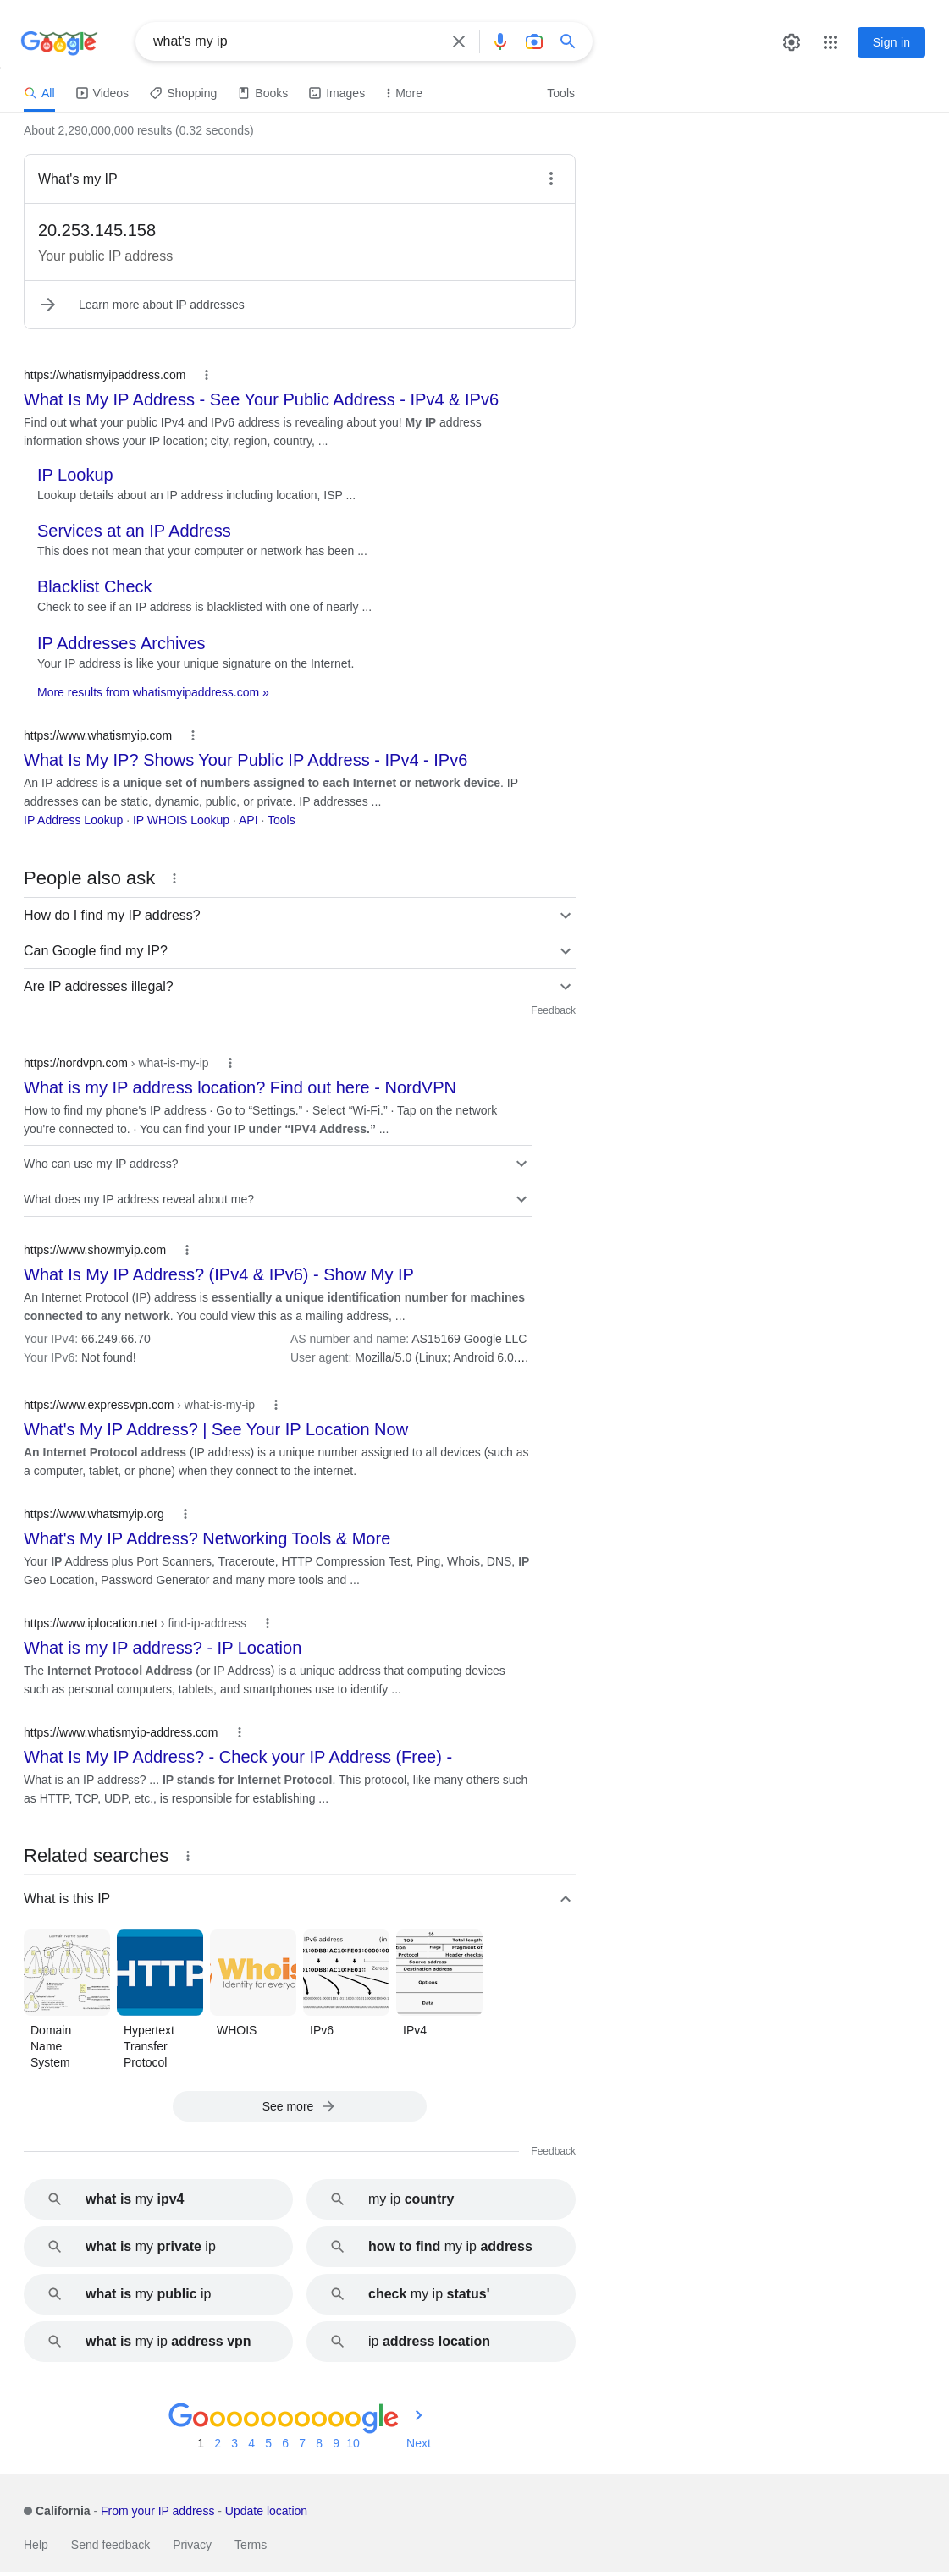 Google
what's my ip
Sign in
All
Videos
Shopping
Books
Images
More
Tools
About 2,290,000,000 results (0.32 seconds)
What's my IP
20.253.145.158
Your public IP address
Learn more about IP addresses
https://whatismyipaddress.com
What Is My IP Address - See Your Public Address - IPv4 & IPv6
Find out what your public IPv4 and IPv6 address is revealing about you! My IP address
information shows your IP location; city, region, country, ...
IP Lookup
Lookup details about an IP address including location, ISP ...
Services at an IP Address
This does not mean that your computer or network has been ...
Blacklist Check
Check to see if an IP address is blacklisted with one of nearly ...
IP Addresses Archives
Your IP address is like your unique signature on the Internet.
More results from whatismyipaddress.com »
https://www.whatismyip.com
What Is My IP? Shows Your Public IP Address - IPv4 - IPv6
An IP address is a unique set of numbers assigned to each Internet or network device. IP
addresses can be static, dynamic, public, or private. IP addresses ...
IP Address Lookup · IP WHOIS Lookup · API · Tools
People also ask
How do I find my IP address?
Can Google find my IP?
Are IP addresses illegal?
Feedback
https://nordvpn.com › what-is-my-ip
What is my IP address location? Find out here - NordVPN
How to find my phone's IP address · Go to “Settings.” · Select “Wi-Fi.” · Tap on the network
you're connected to. · You can find your IP under “IPV4 Address.” ...
Who can use my IP address?
What does my IP address reveal about me?
https://www.showmyip.com
What Is My IP Address? (IPv4 & IPv6) - Show My IP
An Internet Protocol (IP) address is essentially a unique identification number for machines
connected to any network. You could view this as a mailing address, ...
Your IPv4: 66.249.66.70
AS number and name: AS15169 Google LLC
Your IPv6: Not found!
User agent: Mozilla/5.0 (Linux; Android 6.0....
https://www.expressvpn.com › what-is-my-ip
What's My IP Address? | See Your IP Location Now
An Internet Protocol address (IP address) is a unique number assigned to all devices (such as
a computer, tablet, or phone) when they connect to the internet.
https://www.whatsmyip.org
What's My IP Address? Networking Tools & More
Your IP Address plus Port Scanners, Traceroute, HTTP Compression Test, Ping, Whois, DNS, IP
Geo Location, Password Generator and many more tools and ...
https://www.iplocation.net › find-ip-address
What is my IP address? - IP Location
The Internet Protocol Address (or IP Address) is a unique address that computing devices
such as personal computers, tablets, and smartphones use to identify ...
https://www.whatismyip-address.com
What Is My IP Address? - Check your IP Address (Free) -
What is an IP address? ... IP stands for Internet Protocol. This protocol, like many others such
as HTTP, TCP, UDP, etc., is responsible for establishing ...
Related searches
What is this IP
Domain Name Space
HTTP
Whois
Identity for everyo
IPv6 address (in
Zeroes
TOS Total length
Flags Fragment of
Protocol Header checks
Source address
Destination address
Options
Data
Domain
Name
System
Hypertext
Transfer
Protocol
WHOIS
IPv6
IPv4
See more
Feedback
what is my ipv4
my ip country
what is my private ip
how to find my ip address
what is my public ip
check my ip status'
what is my ip address vpn
ip address location
Goooooooooogle
1 2 3 4 5 6 7 8 9 10 Next
California - From your IP address - Update location
Help Send feedback Privacy Terms